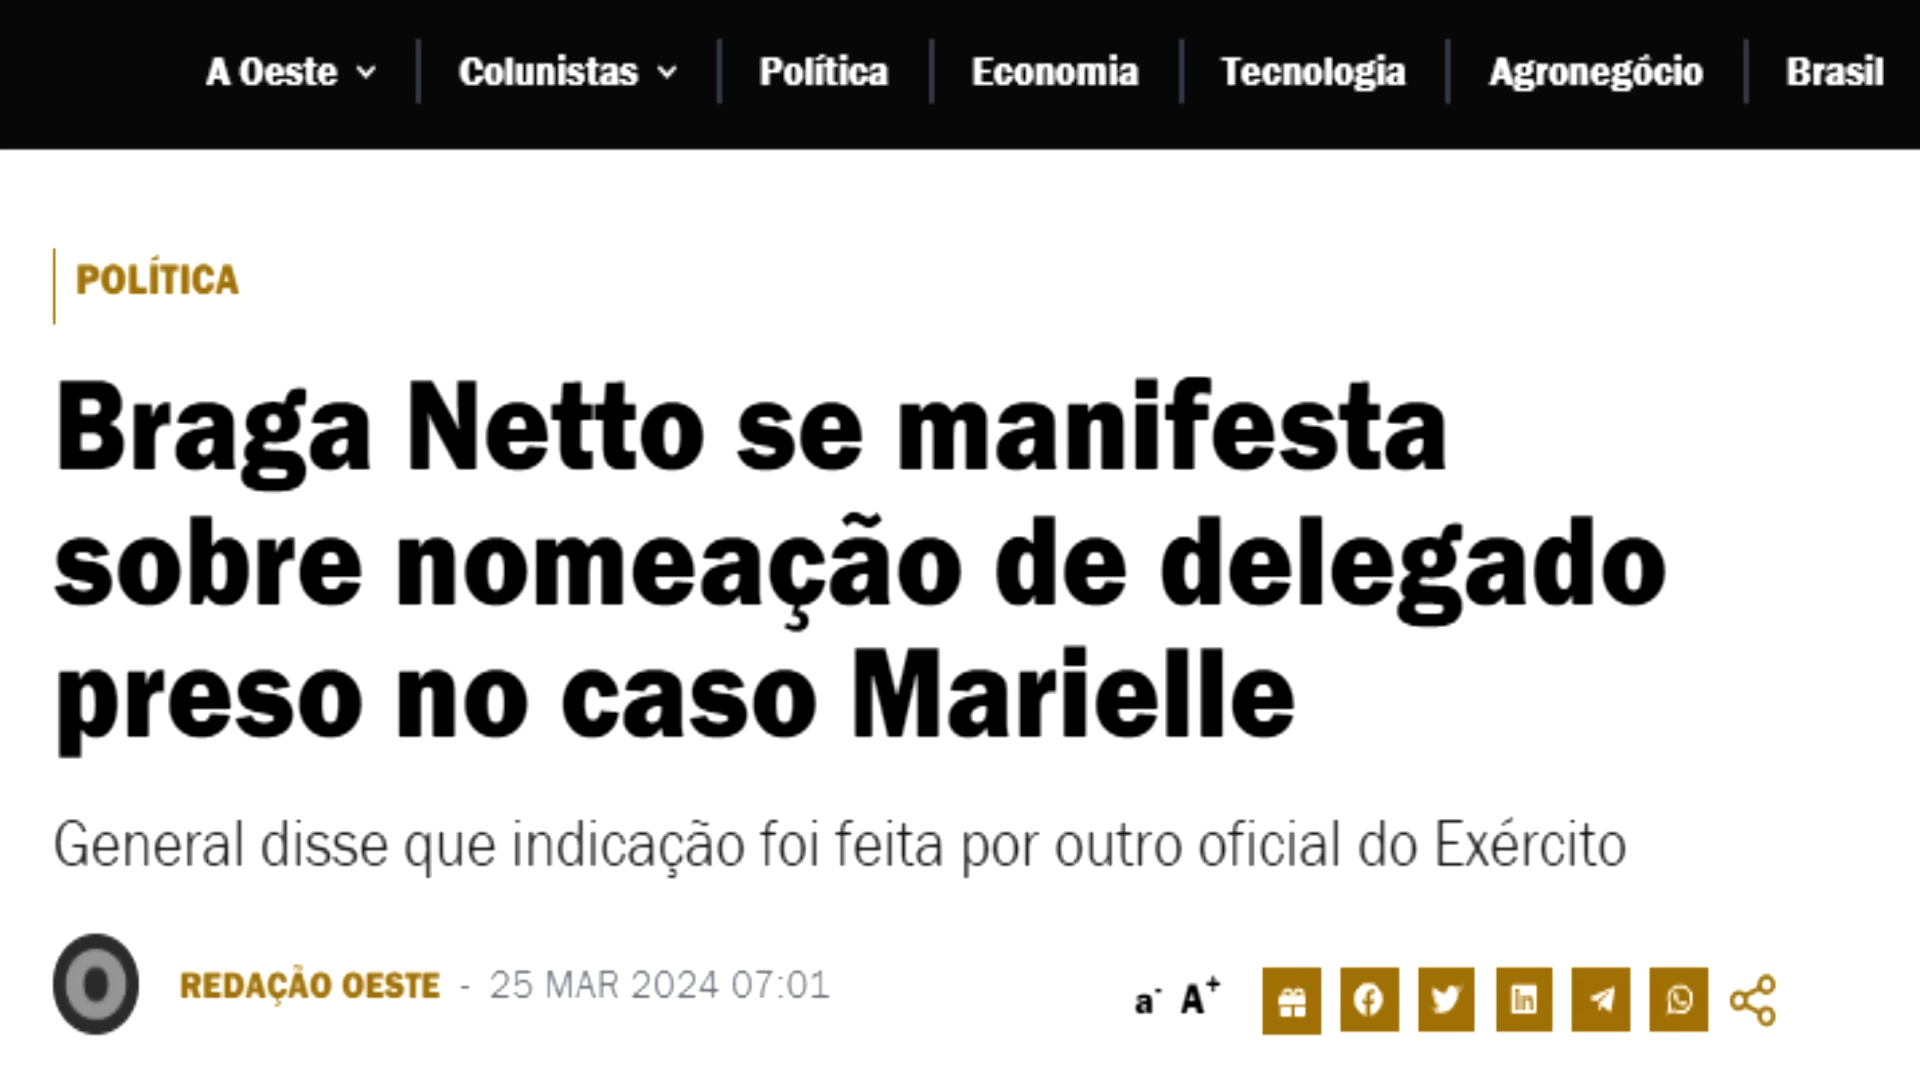 A Oeste Colunistas Política Economia Tecnologia Agronegócio Brasil
POLÍTICA
Braga Netto se manifesta
sobre nomeação de delegado
preso no caso Marielle
General disse que indicação foi feita por outro oficial do Exército
REDAÇÃO OESTE - 25 MAR 2024 07:01
a- A+